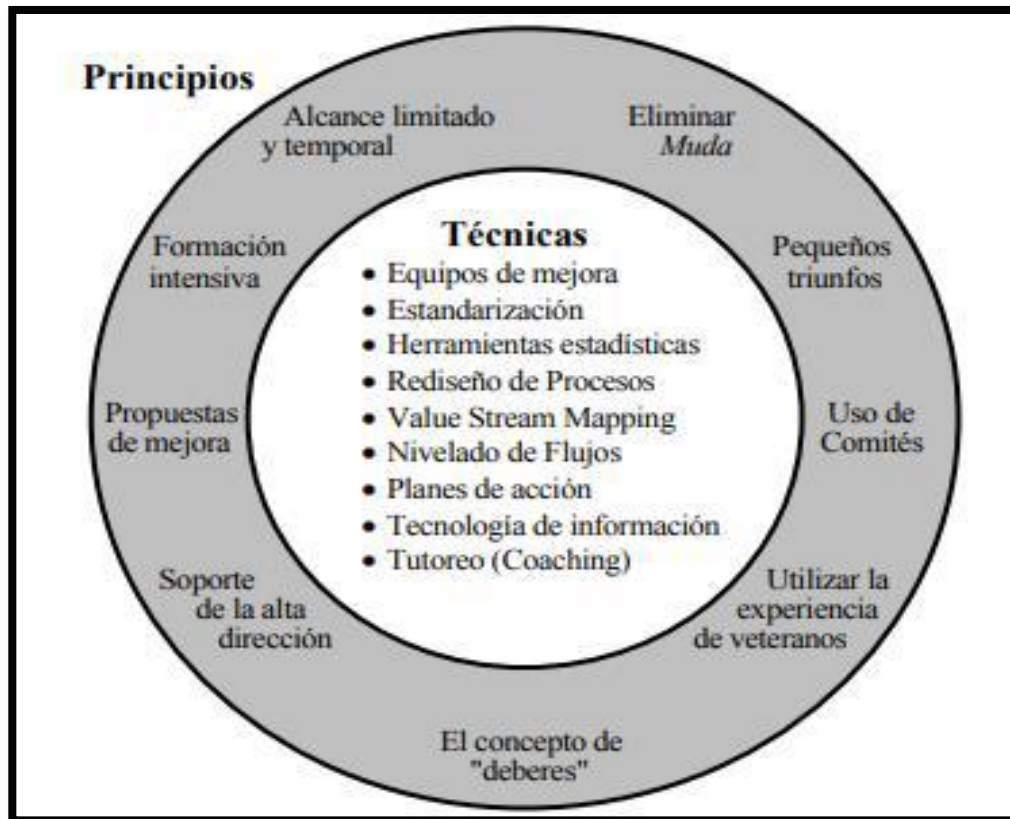 Principios
Alcance limitado
y temporal
Eliminar
Muda
Formación
intensiva
Pequeños
triunfos
Técnicas
• Equipos de mejora
• Estandarización
• Herramientas estadísticas
• Rediseño de Procesos
• Value Stream Mapping
• Nivelado de Flujos
• Planes de acción
• Tecnología de información
• Tutoreo (Coaching)
Propuestas
de mejora
Uso de
Comités
Soporte
de la alta
dirección
Utilizar la
experiencia
de veteranos
El concepto de
"deberes"